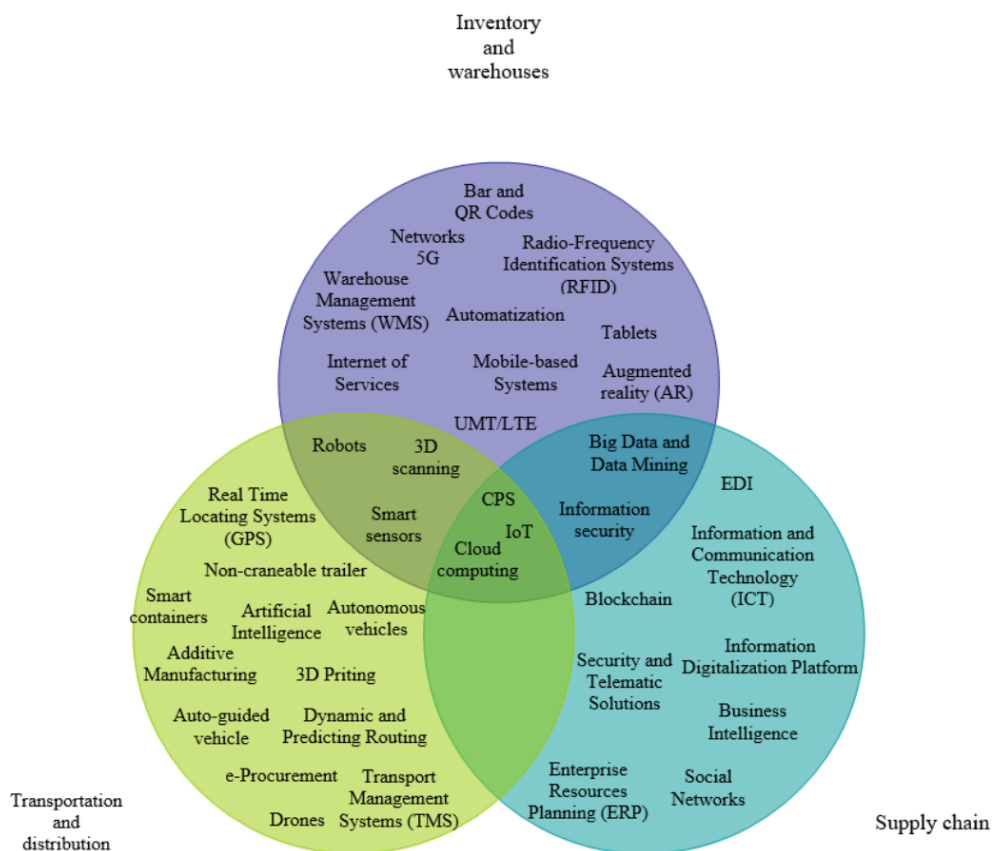 Inventory
and
warehouses
Bar and
QR Codes
Networks
5G
Radio-Frequency
Identification Systems
(RFID)
Warehouse
Management
Systems (WMS)
Automatization
Tablets
Internet of
Services
Mobile-based
Systems
Augmented
reality (AR)
UMT/LTE
Robots
3D
scanning
Big Data and
Data Mining
Smart
sensors
CPS
IoT
Cloud
computing
Information
security
EDI
Real Time
Locating Systems
(GPS)
Non-craneable trailer
Smart
containers
Artificial
Intelligence
Autonomous
vehicles
Additive
Manufacturing
3D Priting
Auto-guided
vehicle
Dynamic and
Predicting Routing
e-Procurement
Transport
Management
Systems (TMS)
Drones
Information and
Communication
Technology
(ICT)
Blockchain
Information
Digitalization Platform
Security and
Telematic
Solutions
Business
Intelligence
Enterprise
Resources
Planning (ERP)
Social
Networks
Transportation
and
distribution
Supply chain